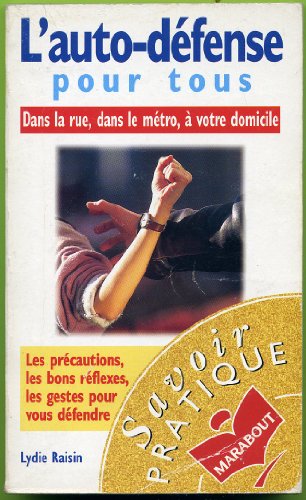 L'auto-défense
pour tous
Dans la rue, dans le métro, à votre domicile
Les précautions,
les bons réflexes,
les gestes pour
vous défendre
Lydie Raisin
Savoir
PRATIQUE
MARABOUT